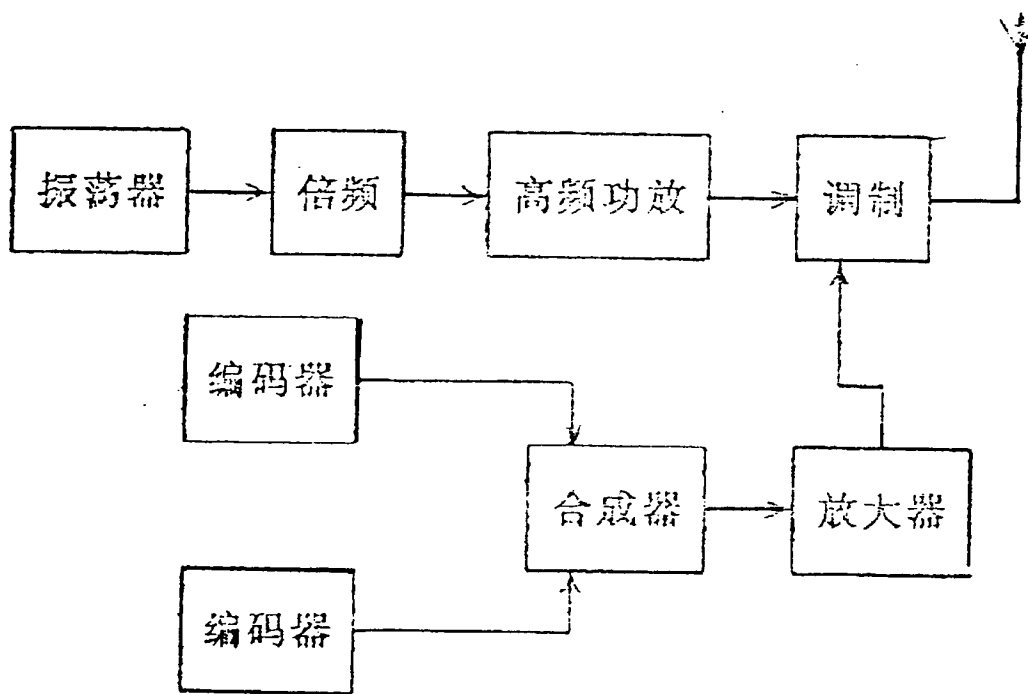 振荡器
倍频
高频功放
调制
编码器
合成器
放大器
编码器